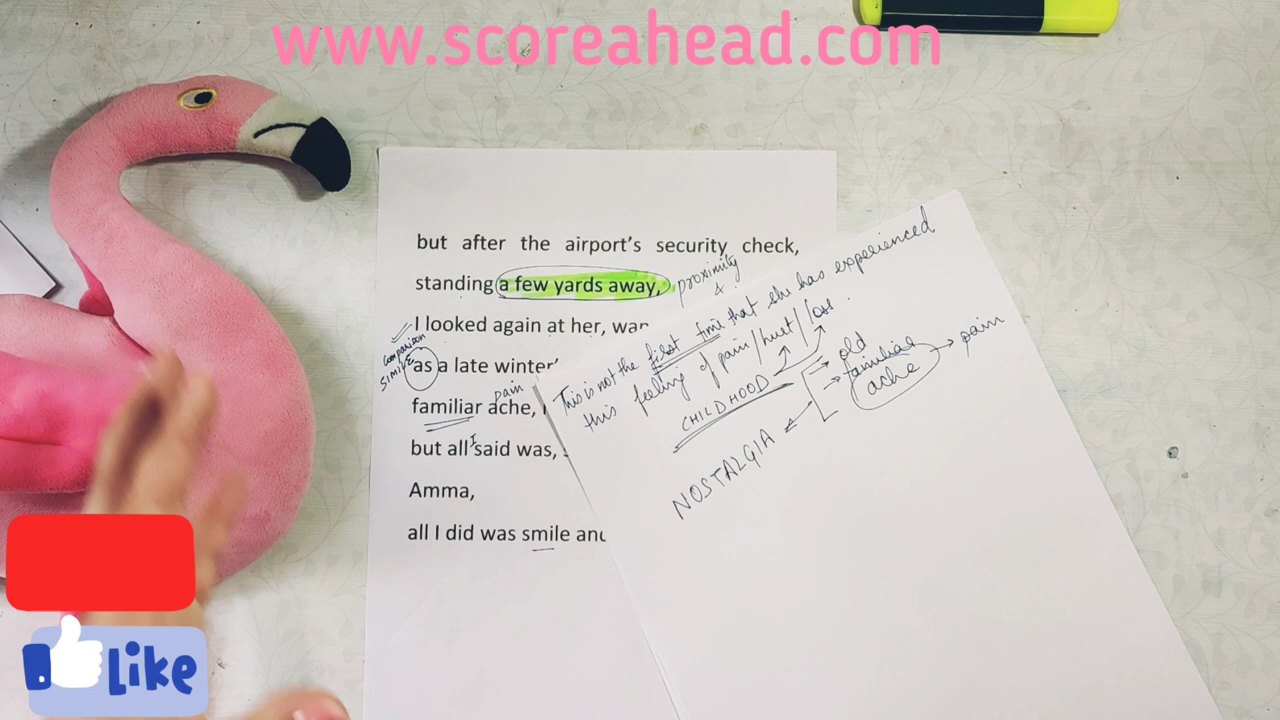 www.scoreahead.com
but after the airport's security check,
standing a few yards away,
proximity
&
I looked again at her, wan
comparison
simile
as a late winter'
pain
familiar ache,
but all I said was,
Amma,
all I did was smile and
This is not the first time that she has experienced
this feeling of pain/hurt/loss.
CHILDHOOD
old
familiar
ache
pain
NOSTALGIA
Like